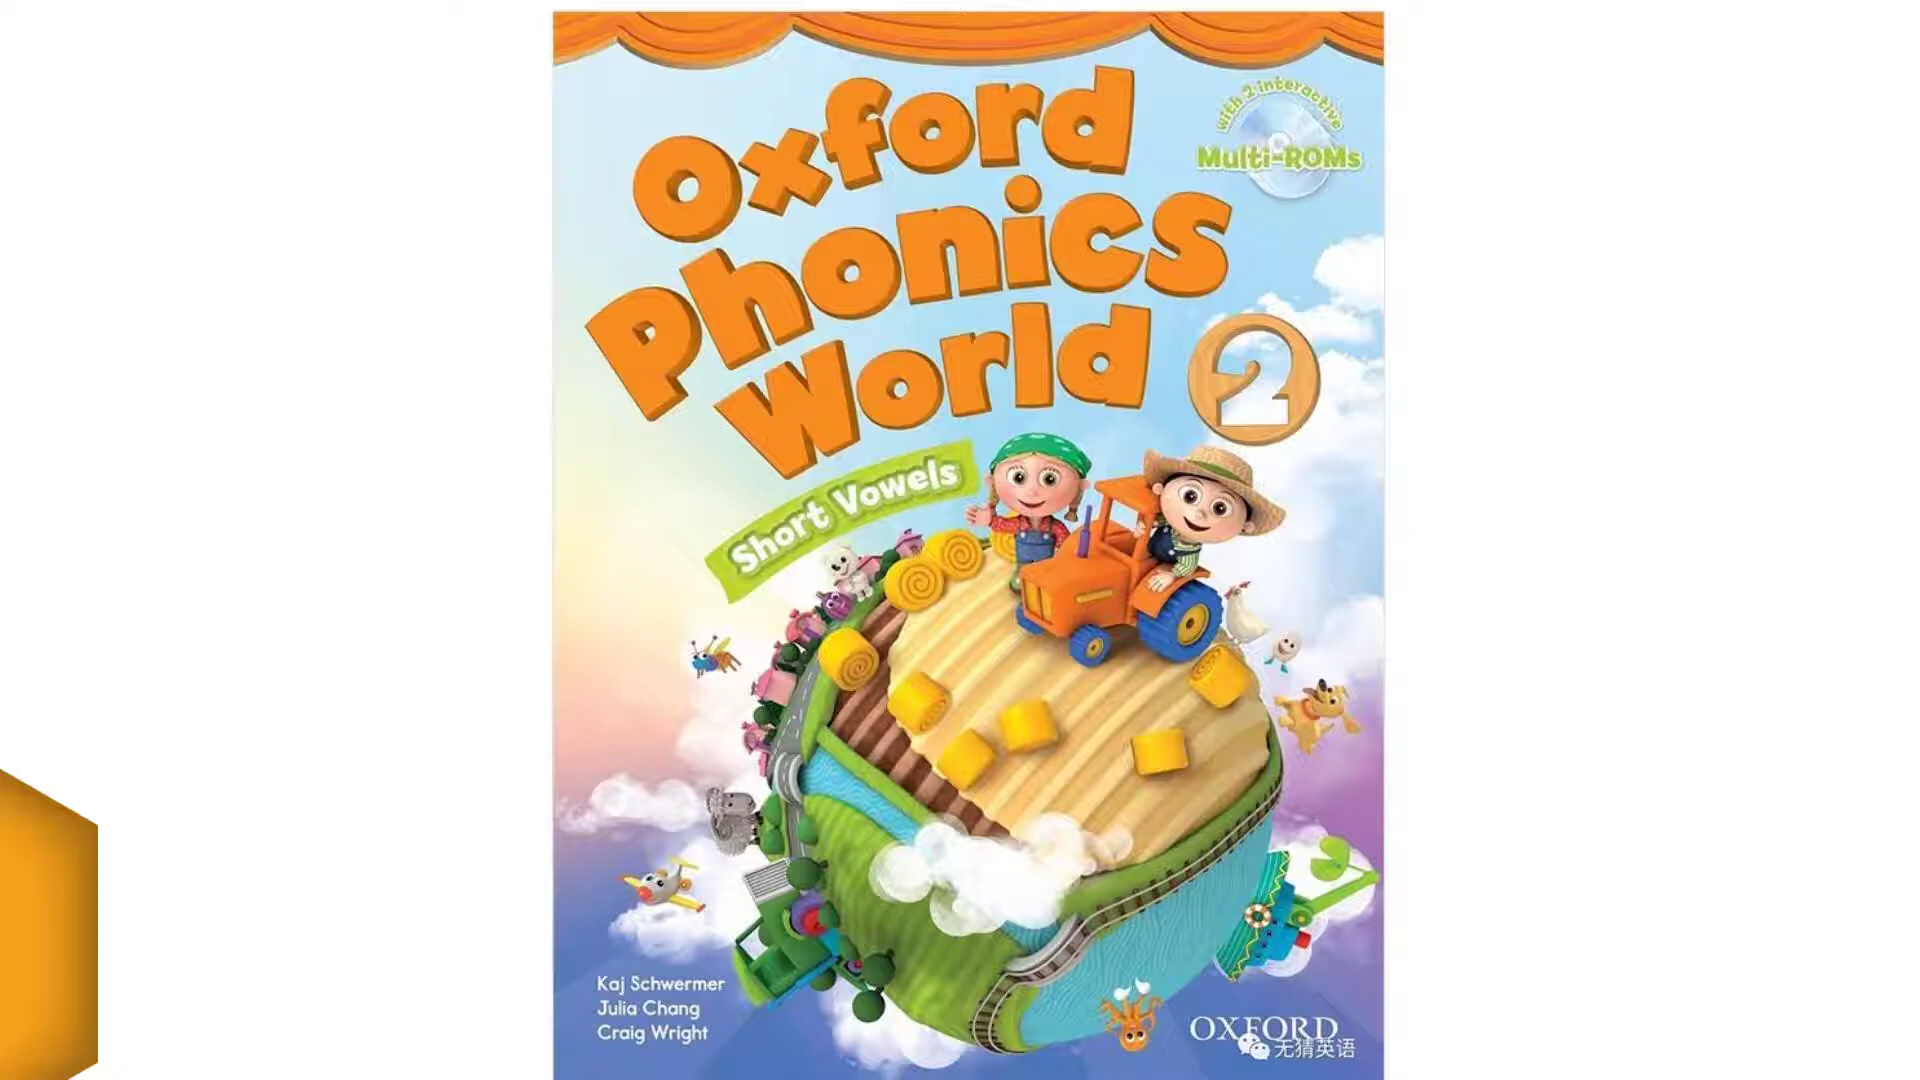 Oxford
Phonics
World
2
with 2 interactive
Multi-ROMs
Short Vowels
Kaj Schwermer
Julia Chang
Craig Wright
OXFORD
无猜英语